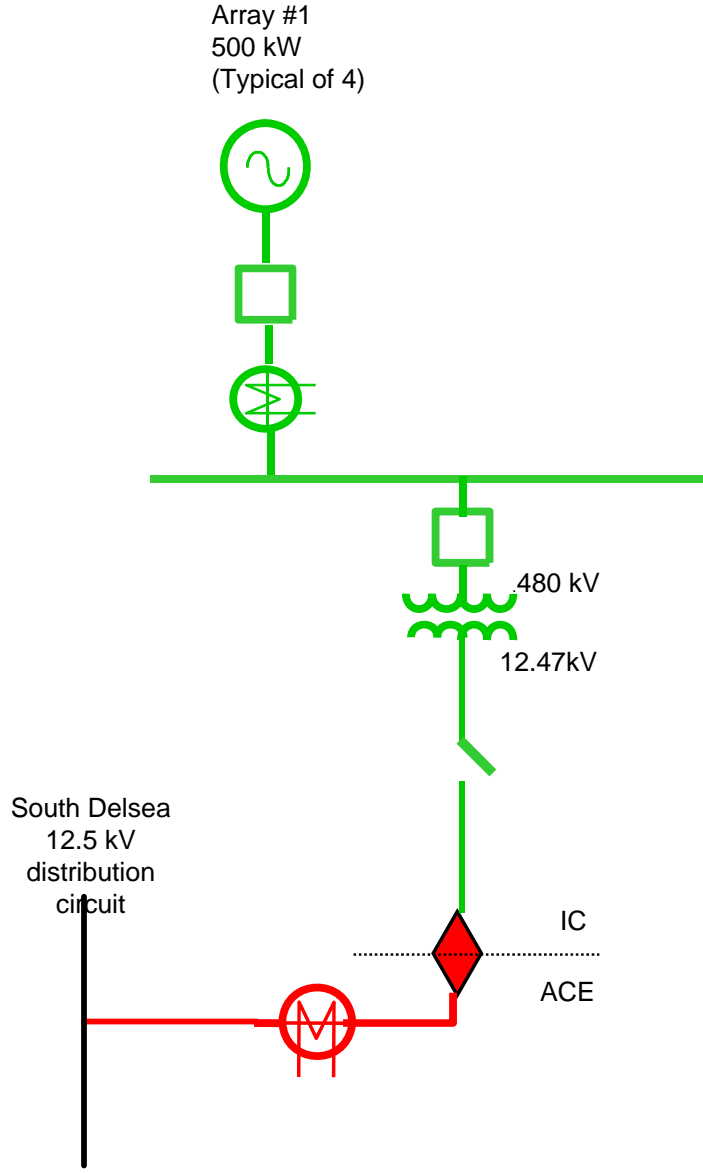 Array #1
500 kW
(Typical of 4)
.480 kV
12.47kV
South Delsea
12.5 kV
distribution
circuit
IC
ACE